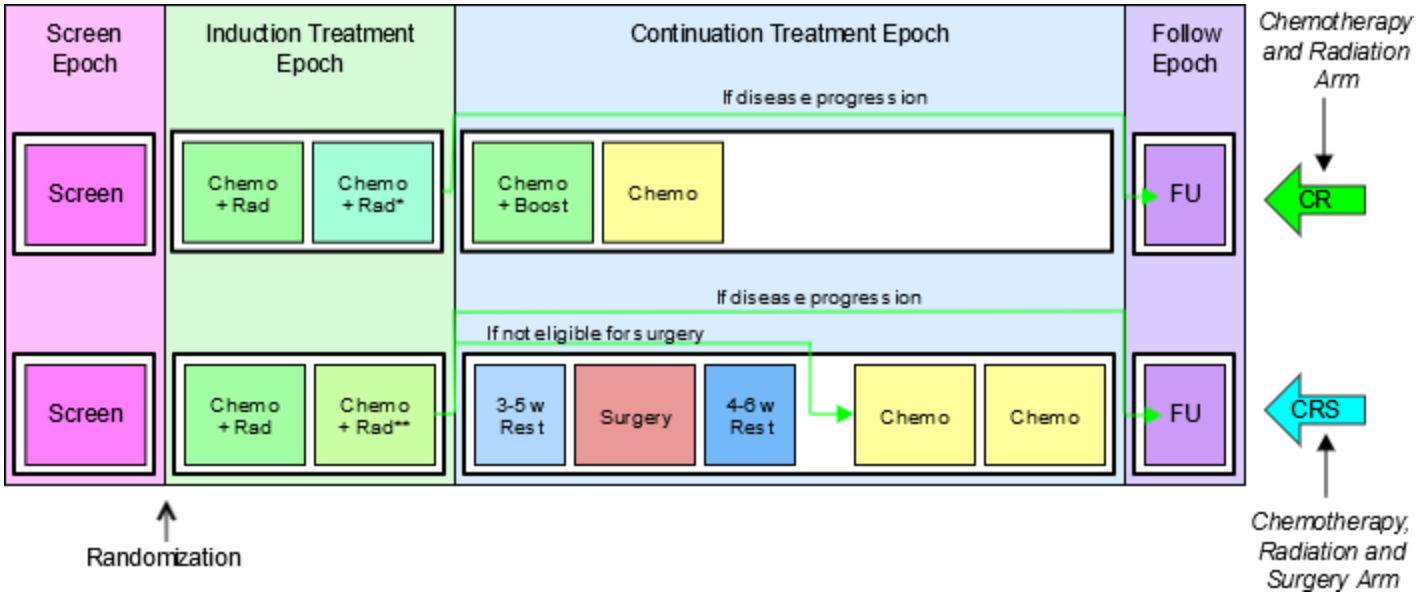 Screen
Epoch
Induction Treatment
Epoch
Continuation Treatment Epoch
Follow
Epoch
Chemotherapy
and Radiation
Arm
If disease progression
Screen
Chemo
+ Rad
Chemo
+ Rad*
Chemo
+ Boost
Chemo
FU
CR
If disease progression
If not eligible for surgery
Screen
Chemo
+ Rad
Chemo
+ Rad**
3-5 w
Rest
Surgery
4-6 w
Rest
Chemo
Chemo
FU
CRS
Randomization
Chemotherapy,
Radiation and
Surgery Arm